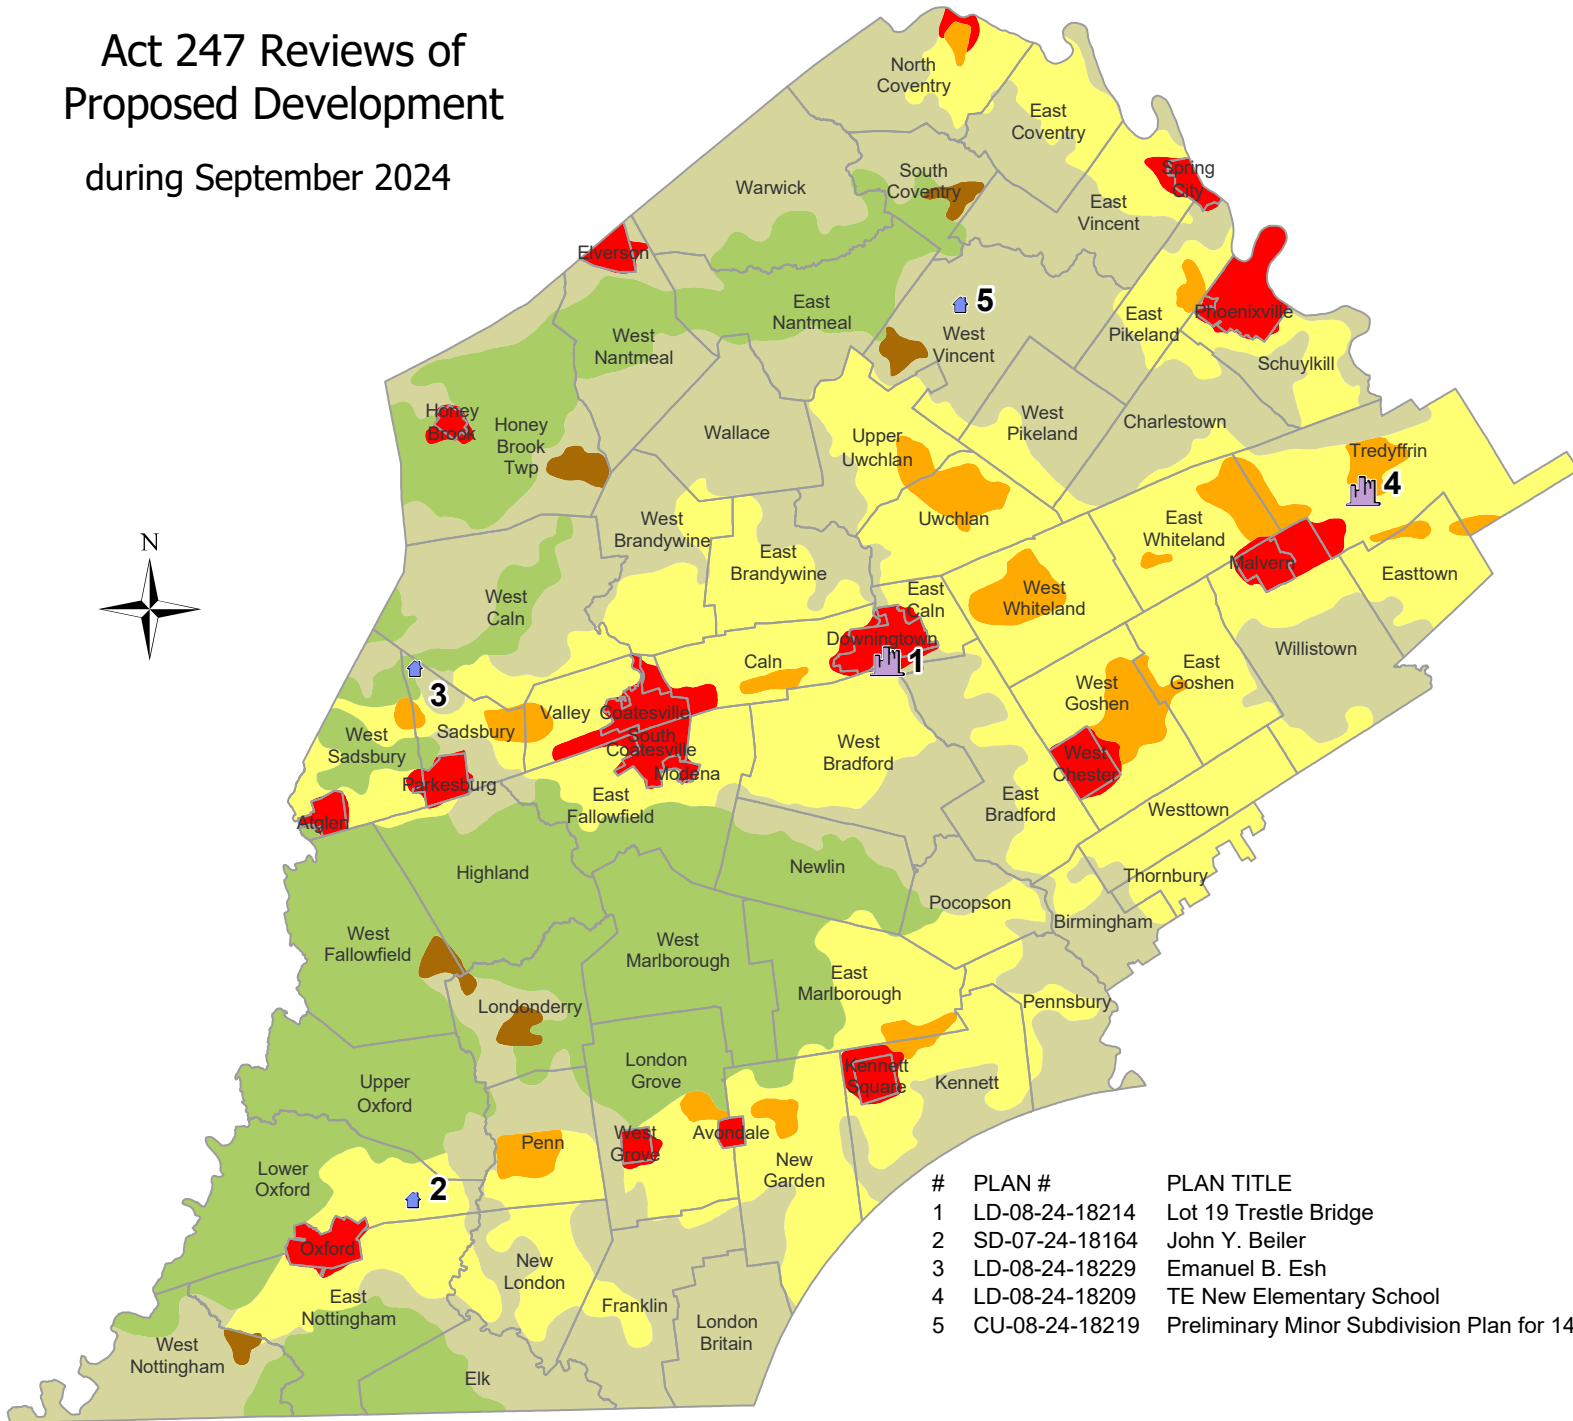 Act 247 Reviews of
Proposed Development
during September 2024
North
Coventry
East
Coventry
Spring
City
South
Coventry
Warwick
East
Vincent
Elverson
East
Nantmeal
5
West
Vincent
East
Pikeland
Phoenixville
West
Nantmeal
Schuylkill
Honey
Brook
Honey
Brook
Twp
Wallace
Upper
Uwchlan
West
Pikeland
Charlestown
Tredyffrin
4
N
West
Brandywine
East
Brandywine
Uwchlan
East
Whiteland
Malvern
Easttown
West
Caln
East
Caln
West
Whiteland
Downingtown
1
Willistown
3
Caln
West
Goshen
East
Goshen
Valley
Coatesville
Sadsbury
West
Sadsbury
South
Coatesville
Modena
West
Bradford
West
Chester
Parkesburg
East
Fallowfield
East
Bradford
Westtown
Atglen
Highland
Newlin
Thornbury
Pocopson
Birmingham
West
Fallowfield
West
Marlborough
East
Marlborough
Londonderry
Pennsbury
London
Grove
Kennett
Square
Kennett
Upper
Oxford
Penn
West
Grove
Avondale
New
Garden
Lower
Oxford
2
Oxford
New
London
East
Nottingham
Franklin
London
Britain
West
Nottingham
Elk
# PLAN # PLAN TITLE
1 LD-08-24-18214 Lot 19 Trestle Bridge
2 SD-07-24-18164 John Y. Beiler
3 LD-08-24-18229 Emanuel B. Esh
4 LD-08-24-18209 TE New Elementary School
5 CU-08-24-18219 Preliminary Minor Subdivision Plan for 14